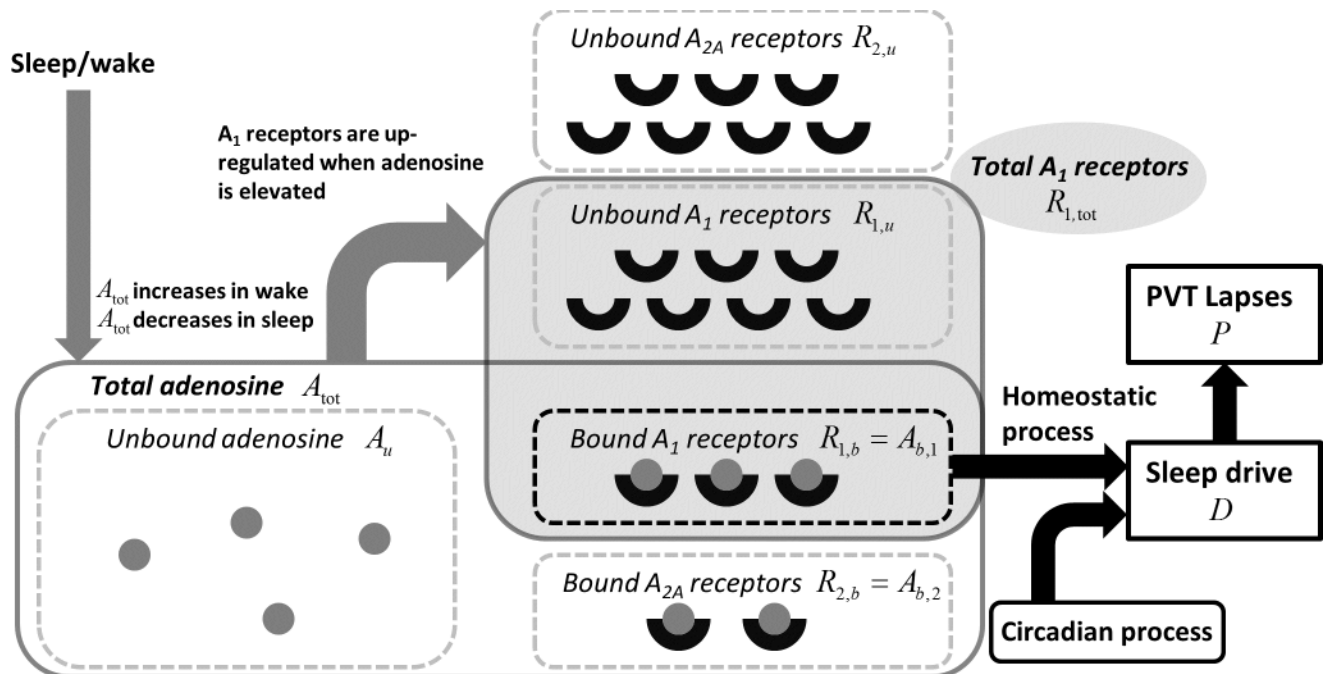 Sleep/wake
A1 receptors are up-
regulated when adenosine
is elevated
Atot increases in wake
Atot decreases in sleep
Unbound A2A receptors R2,u
Total A1 receptors
R1,tot
Unbound A1 receptors R1,u
Total adenosine Atot
Unbound adenosine Au
Bound A1 receptors R1,b = Ab,1
Bound A2A receptors R2,b = Ab,2
Homeostatic
process
PVT Lapses
P
Sleep drive
D
Circadian process